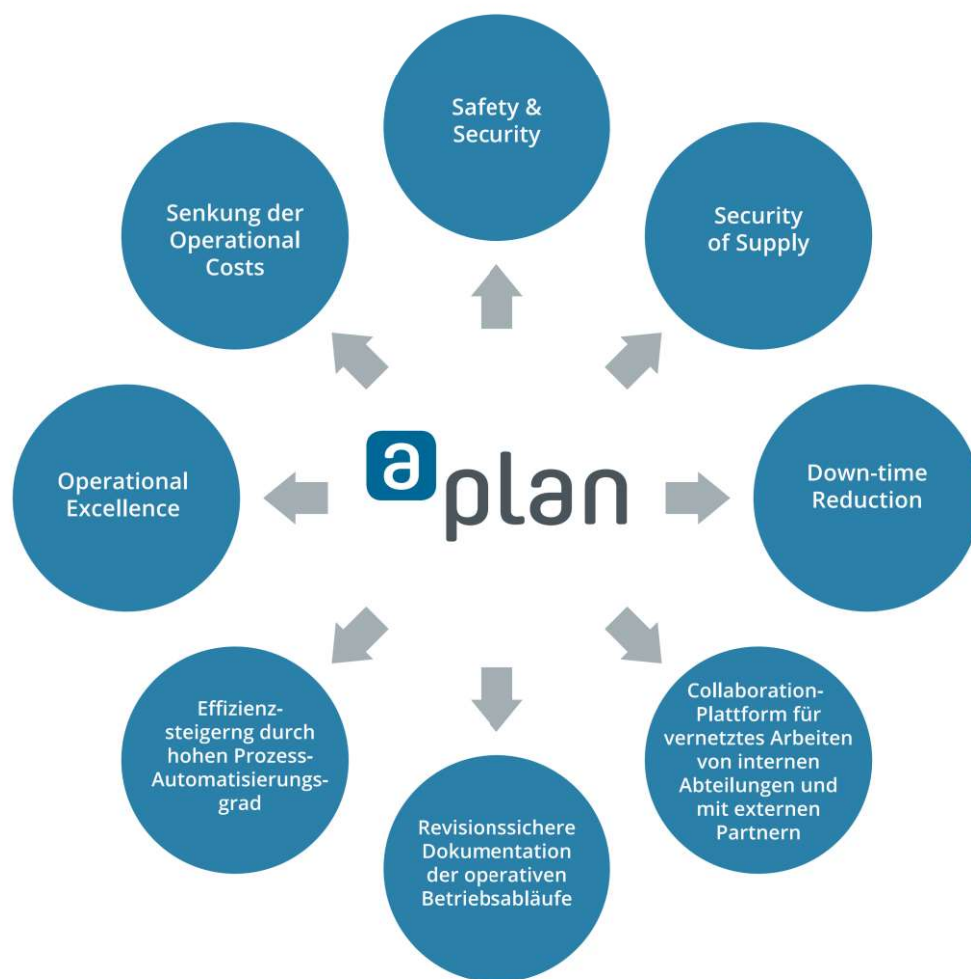 Safety &
Security
Senkung der
Operational
Costs
Security
of Supply
Operational
Excellence
a plan
Down-time
Reduction
Effizienz-
steigerng durch
hohen Prozess-
Automatisierungs-
grad
Collaboration-
Plattform für
vernetztes Arbeiten
von internen
Abteilungen und
mit externen
Partnern
Revisionssichere
Dokumentation
der operativen
Betriebsabläufe